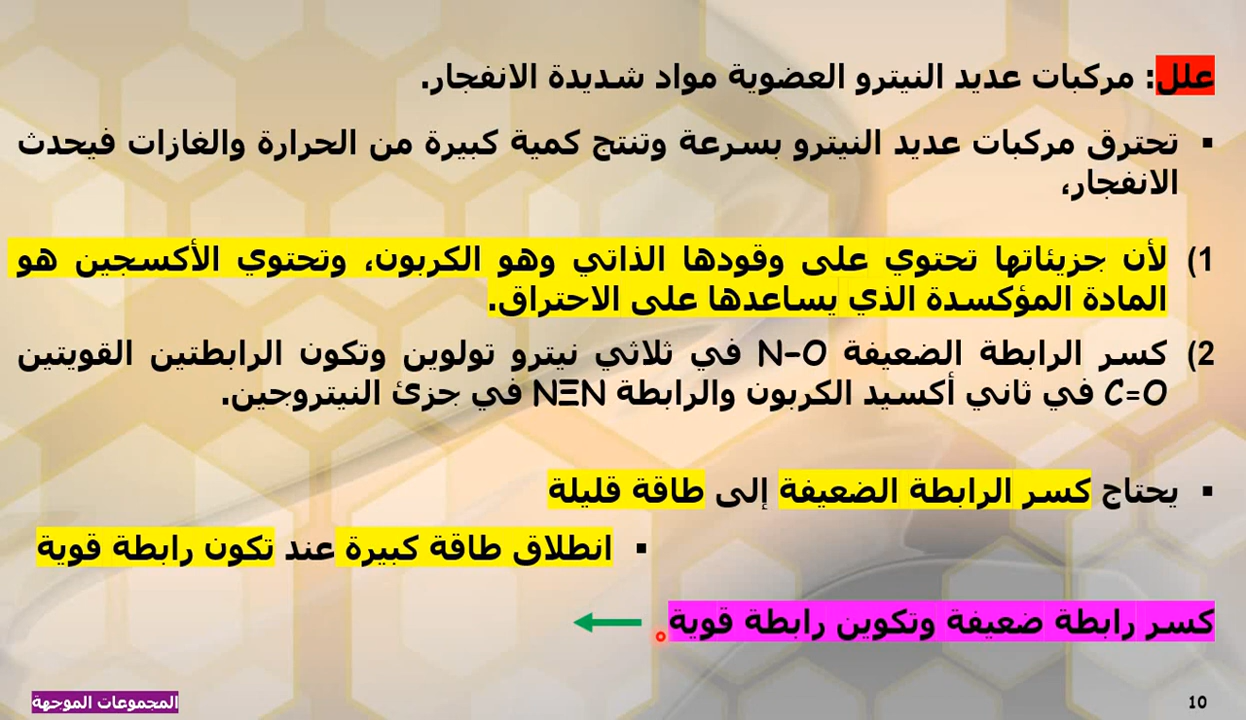 علل: مركبات عديد النيترو العضوية مواد شديدة الانفجار.
▪ تحترق مركبات عديد النيترو بسرعة وتنتج كمية كبيرة من الحرارة والغازات فيحدث
الانفجار،
1) لأن جزيئاتها تحتوي على وقودها الذاتي وهو الكربون، وتحتوي الأكسجين هو
المادة المؤكسدة الذي يساعدها على الاحتراق.
2) كسر الرابطة الضعيفة N–O في ثلاثي نيترو تولوين وتكون الرابطتين القويتين
C=O في ثاني أكسيد الكربون والرابطة NΞN في جزئ النيتروجين.
▪ يحتاج كسر الرابطة الضعيفة إلى طاقة قليلة
▪ انطلاق طاقة كبيرة عند تكون رابطة قوية
كسر رابطة ضعيفة وتكوين رابطة قوية
المجموعات الموجهة
10